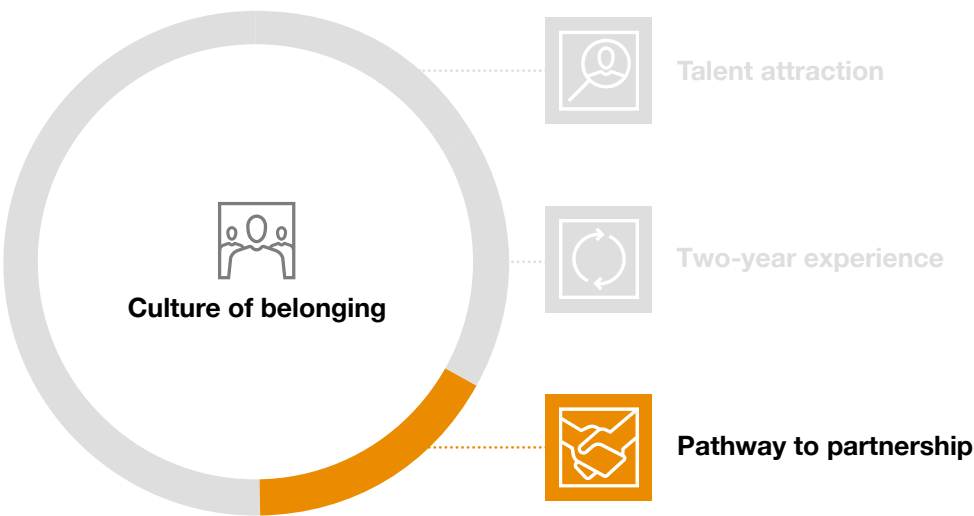 Talent attraction
Two-year experience
Culture of belonging
Pathway to partnership